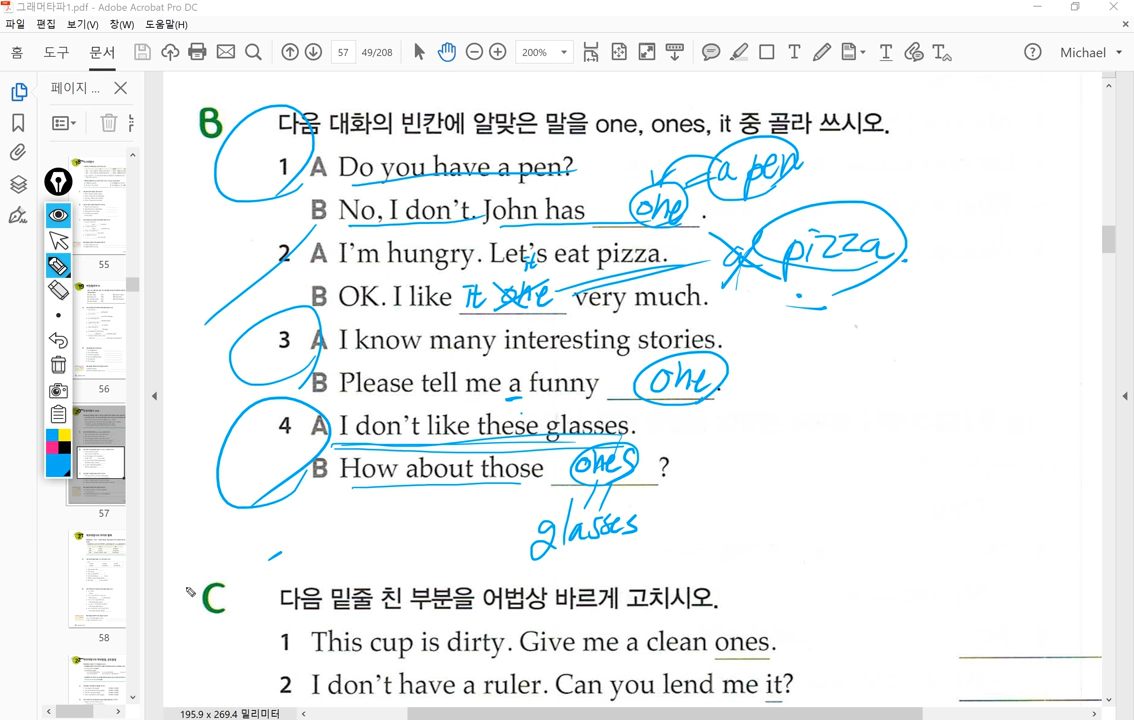 그래머타파1.pdf - Adobe Acrobat Pro DC
파일 편집 보기(V) 창(W) 도움말(H)
홈 도구 문서 57 49/208 200% Michael
페이지 ...
55
56
57
58
B 다음 대화의 빈칸에 알맞은 말을 one, ones, it 중 골라 쓰시오.
1 A Do you have a pen? a pen
B No, I don't. John has one .
2 A I'm hungry. Let's eat pizza. a pizza.
it
B OK. I like it one very much.
3 A I know many interesting stories.
B Please tell me a funny one .
4 A I don't like these glasses.
B How about those ones ?
glasses
C 다음 밑줄 친 부분을 어법상 바르게 고치시오.
1 This cup is dirty. Give me a clean ones.
2 I don't have a ruler. Can you lend me it?
195.9 x 269.4 밀리미터